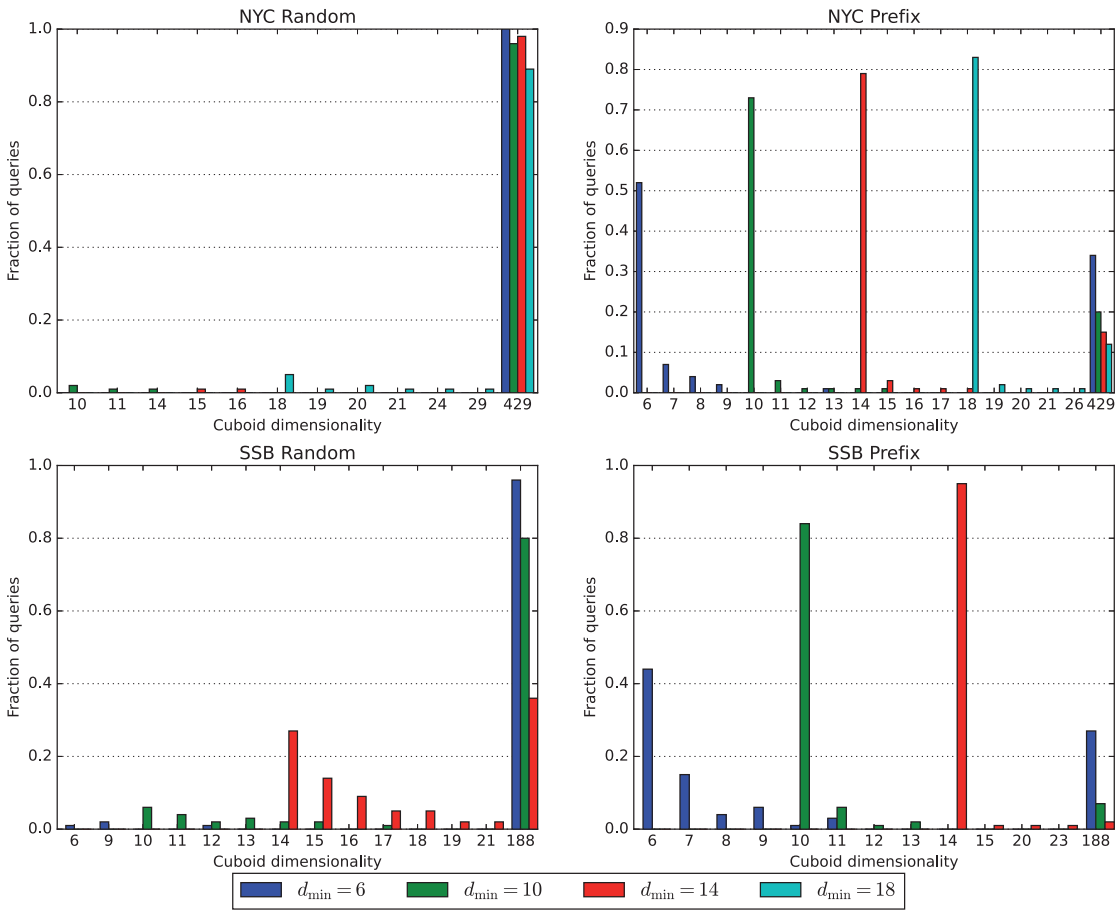 NYC Random
1.0
0.8
0.6
0.4
0.2
0.0
Fraction of queries
10 11 14 15 16 18 19 20 21 24 29 429
Cuboid dimensionality
NYC Prefix
0.9
0.8
0.7
0.6
0.5
0.4
0.3
0.2
0.1
0.0
Fraction of queries
6 7 8 9 10 11 12 13 14 15 16 17 18 19 20 21 26 429
Cuboid dimensionality
SSB Random
1.0
0.8
0.6
0.4
0.2
0.0
Fraction of queries
6 9 10 11 12 13 14 15 16 17 18 19 21 188
Cuboid dimensionality
SSB Prefix
1.0
0.8
0.6
0.4
0.2
0.0
Fraction of queries
6 7 8 9 10 11 12 13 14 15 20 23 188
Cuboid dimensionality
d_min = 6 d_min = 10 d_min = 14 d_min = 18